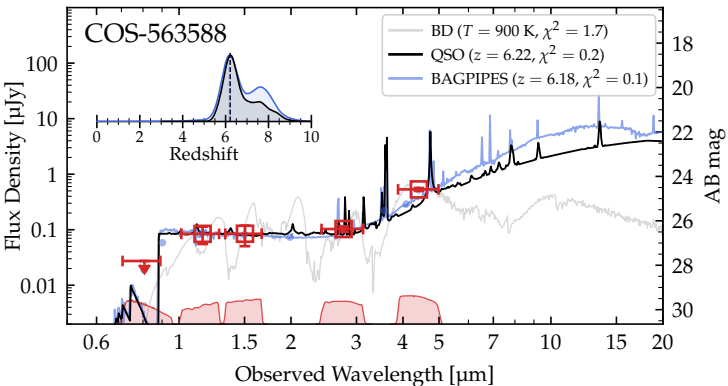 COS-563588
BD (T = 900 K, χ² = 1.7)
QSO (z = 6.22, χ² = 0.2)
BAGPIPES (z = 6.18, χ² = 0.1)
0 2 4 6 8 10
Redshift
100
10
1
0.1
0.01
Flux Density [μJy]
18
20
22
24
26
28
30
AB mag
0.6 1 1.5 2 3 4 5 10 15 20
Observed Wavelength [μm]